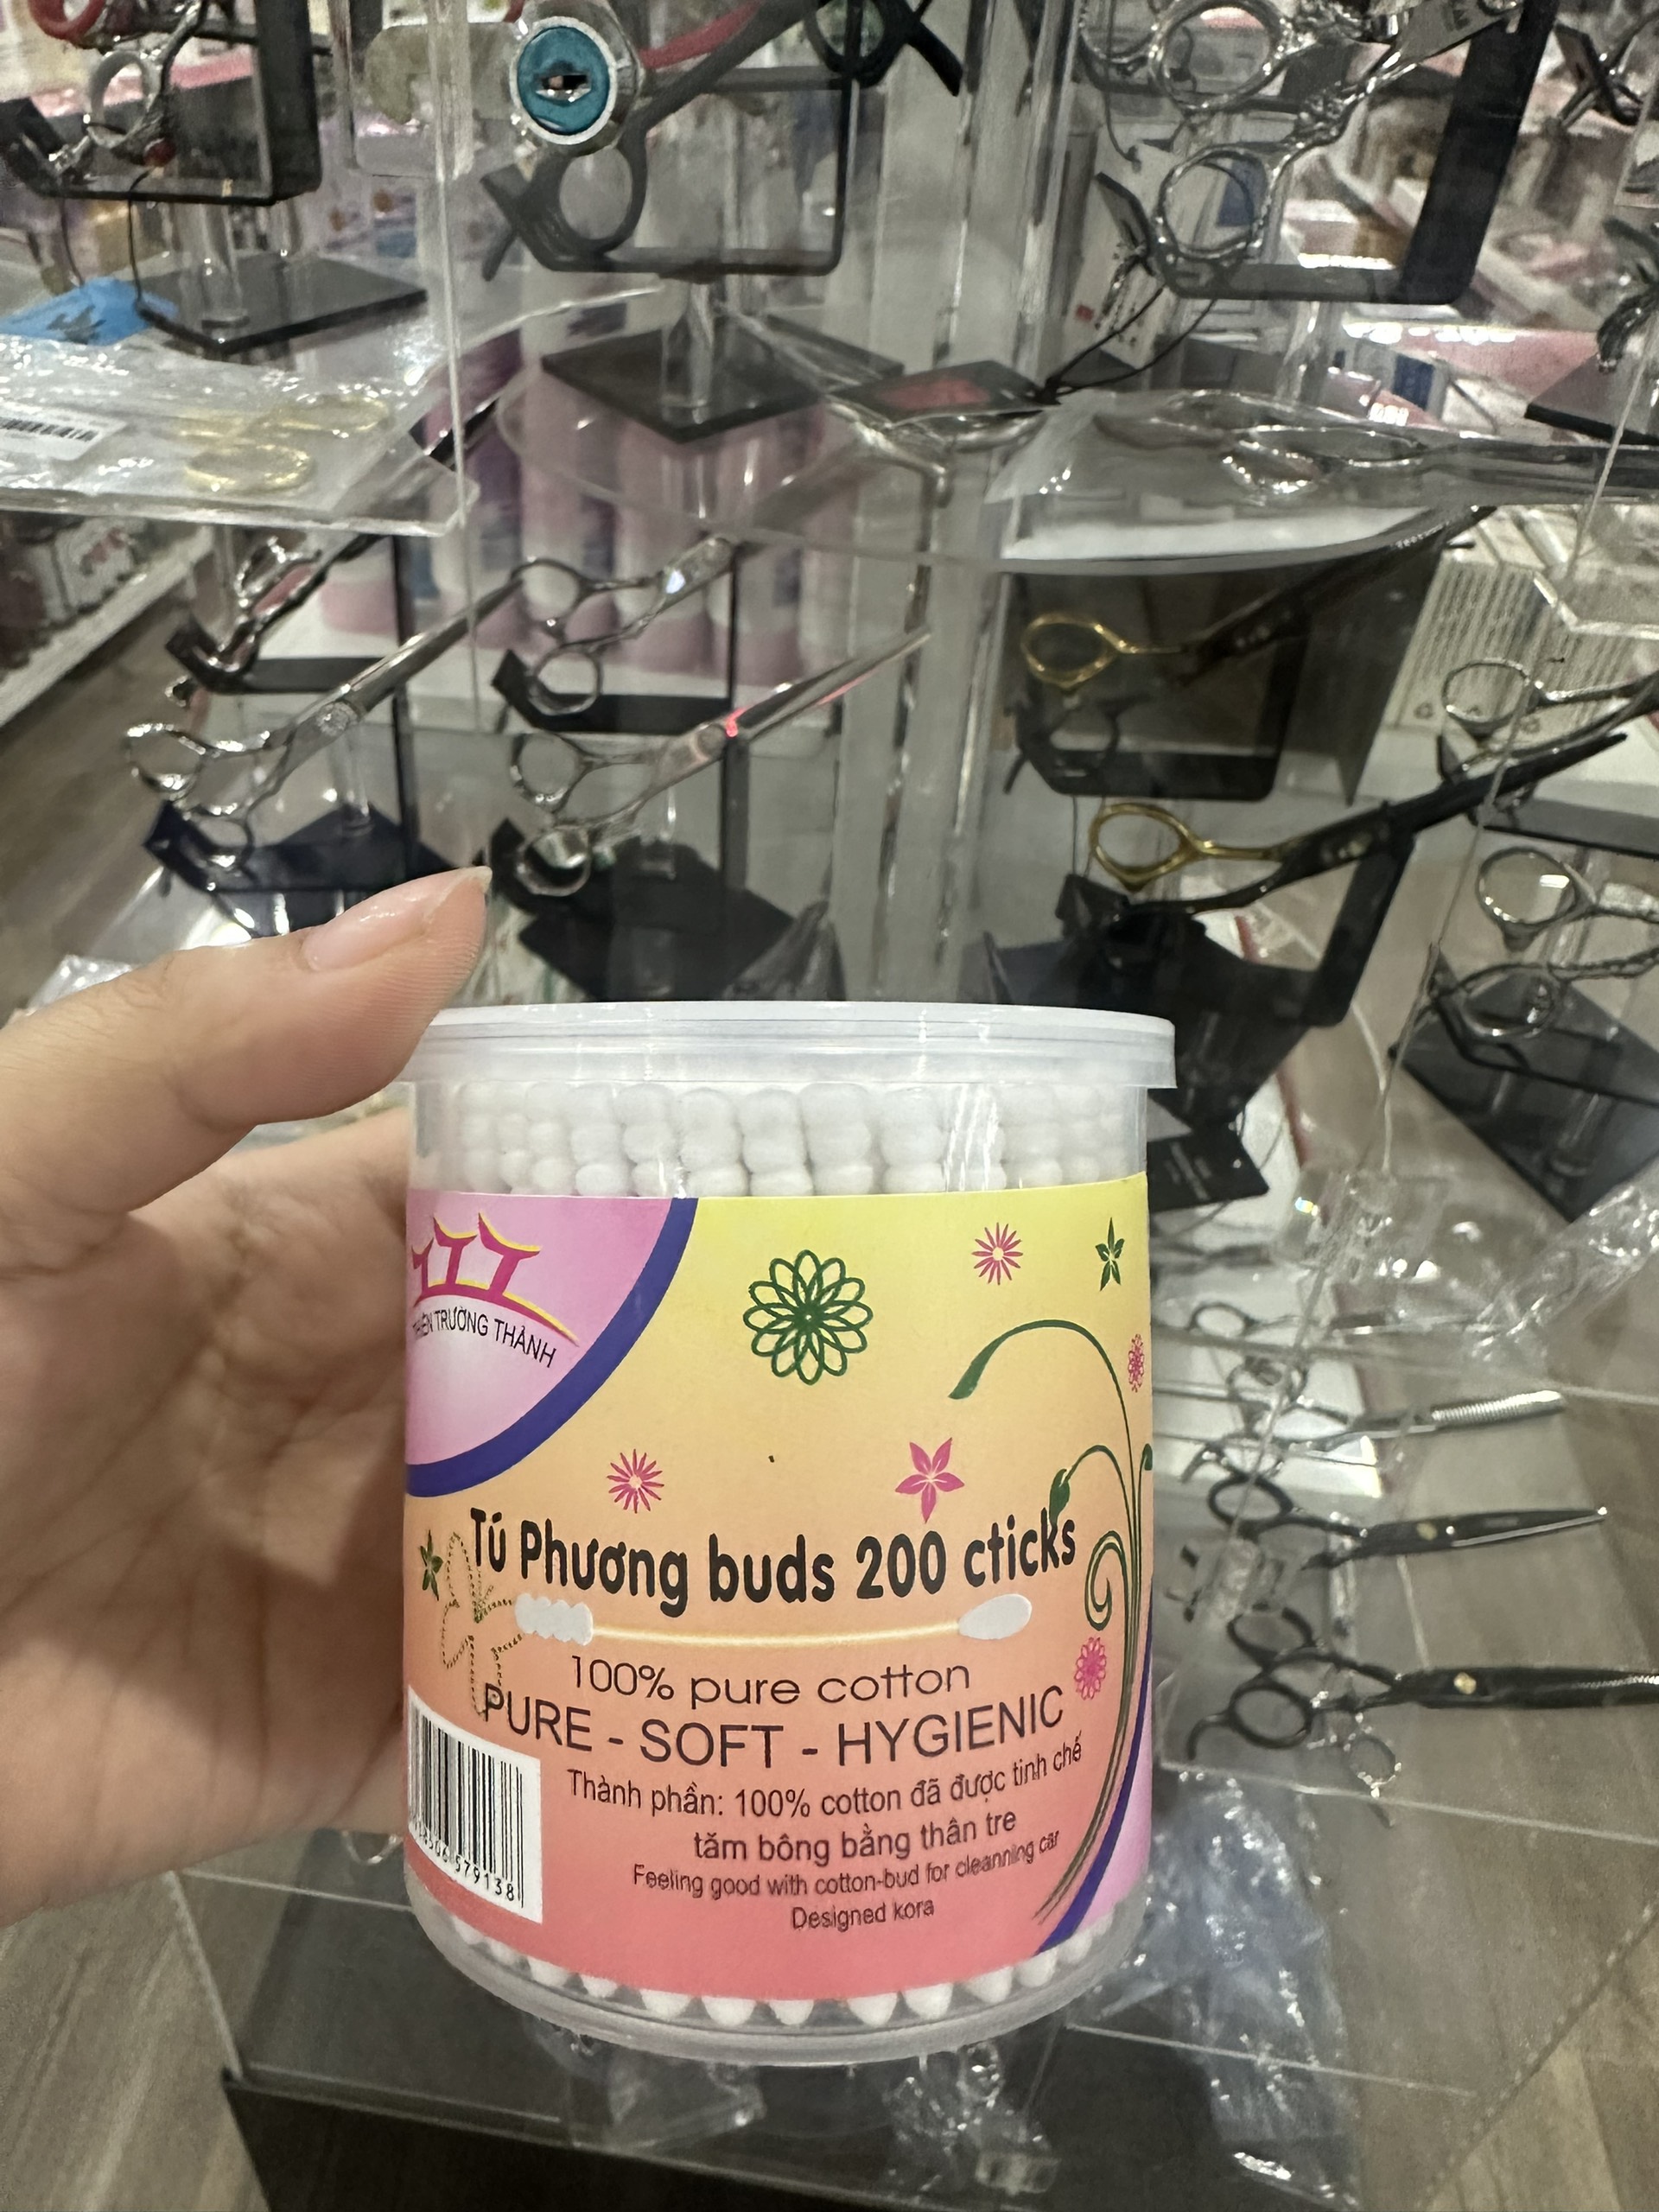 THIÊN TRƯỜNG THÀNH
Tú Phương buds 200 cticks
100% pure cotton
PURE - SOFT - HYGIENIC
Thành phần: 100% cotton đã được tinh chế
tăm bông bằng thân tre
Feeling good with cotton-bud for cleanning car
Designed kora
579138